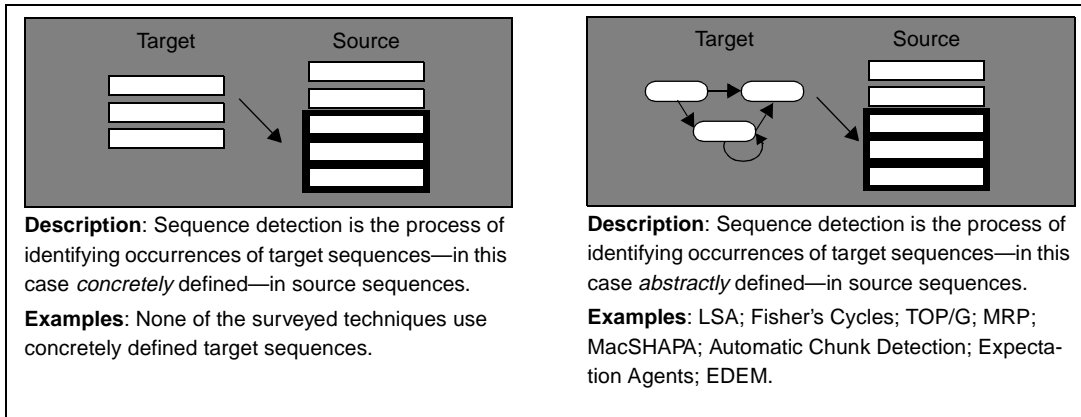 Target Source
Description: Sequence detection is the process of
identifying occurrences of target sequences—in this
case concretely defined—in source sequences.
Examples: None of the surveyed techniques use
concretely defined target sequences.
Target Source
Description: Sequence detection is the process of
identifying occurrences of target sequences—in this
case abstractly defined—in source sequences.
Examples: LSA; Fisher’s Cycles; TOP/G; MRP;
MacSHAPA; Automatic Chunk Detection; Expecta-
tion Agents; EDEM.